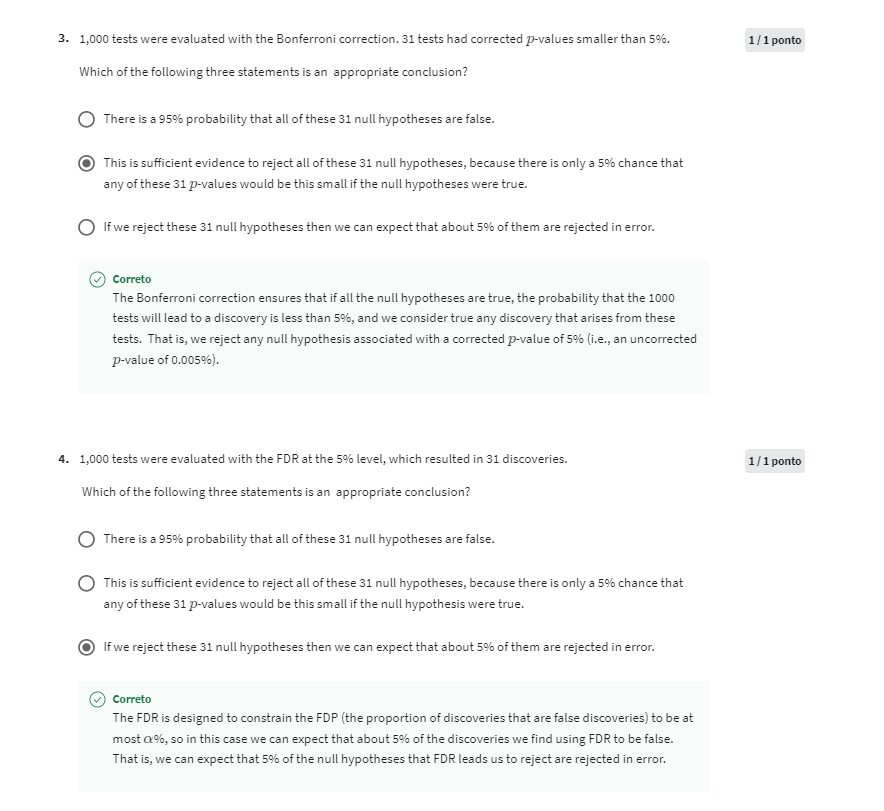 3. 1,000 tests were evaluated with the Bonferroni correction. 31 tests had corrected p-values smaller than 5%.
1 / 1 ponto
Which of the following three statements is an appropriate conclusion?
There is a 95% probability that all of these 31 null hypotheses are false.
This is sufficient evidence to reject all of these 31 null hypotheses, because there is only a 5% chance that
any of these 31 p-values would be this small if the null hypotheses were true.
If we reject these 31 null hypotheses then we can expect that about 5% of them are rejected in error.
Correto
The Bonferroni correction ensures that if all the null hypotheses are true, the probability that the 1000
tests will lead to a discovery is less than 5%, and we consider true any discovery that arises from these
tests. That is, we reject any null hypothesis associated with a corrected p-value of 5% (i.e., an uncorrected
p-value of 0.005%).
4. 1,000 tests were evaluated with the FDR at the 5% level, which resulted in 31 discoveries.
1 / 1 ponto
Which of the following three statements is an appropriate conclusion?
There is a 95% probability that all of these 31 null hypotheses are false.
This is sufficient evidence to reject all of these 31 null hypotheses, because there is only a 5% chance that
any of these 31 p-values would be this small if the null hypothesis were true.
If we reject these 31 null hypotheses then we can expect that about 5% of them are rejected in error.
Correto
The FDR is designed to constrain the FDP (the proportion of discoveries that are false discoveries) to be at
most α%, so in this case we can expect that about 5% of the discoveries we find using FDR to be false.
That is, we can expect that 5% of the null hypotheses that FDR leads us to reject are rejected in error.